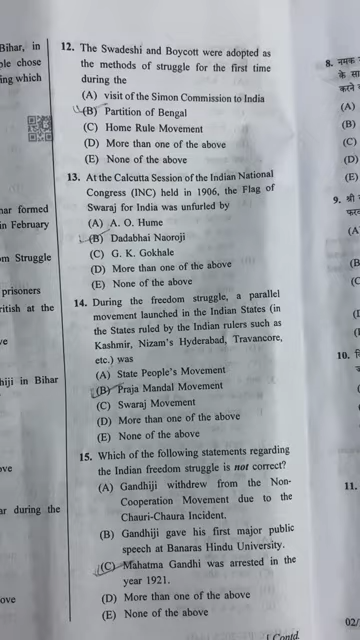 Bihar, in
ple chose
ing which
nar formed
in February
om Struggle
prisoners
ritish at the
ve
hiji in Bihar
ove
ar during the
ove
12. The Swadeshi and Boycott were adopted as
the methods of struggle for the first time
during the
(A) visit of the Simon Commission to India
(B) Partition of Bengal
(C) Home Rule Movement
(D) More than one of the above
(E) None of the above
13. At the Calcutta Session of the Indian National
Congress (INC) held in 1906, the Flag of
Swaraj for India was unfurled by
(A) A. O. Hume
(B) Dadabhai Naoroji
(C) G. K. Gokhale
(D) More than one of the above
(E) None of the above
14. During the freedom struggle, a parallel
movement launched in the Indian States (in
the States ruled by the Indian rulers such as
Kashmir, Nizam's Hyderabad, Travancore,
etc.) was
(A) State People's Movement
(B) Praja Mandal Movement
(C) Swaraj Movement
(D) More than one of the above
(E) None of the above
15. Which of the following statements regarding
the Indian freedom struggle is not correct?
(A) Gandhiji withdrew from the Non-
Cooperation Movement due to the
Chauri-Chaura Incident.
(B) Gandhiji gave his first major public
speech at Banaras Hindu University.
(C) Mahatma Gandhi was arrested in the
year 1921.
(D) More than one of the above
(E) None of the above
[ Contd.
8. नमक
के सा
करने
(A)
(B)
(C)
(D)
(E)
9. श्री
फर
(A
(B
(C
(D
10.
11.
02/